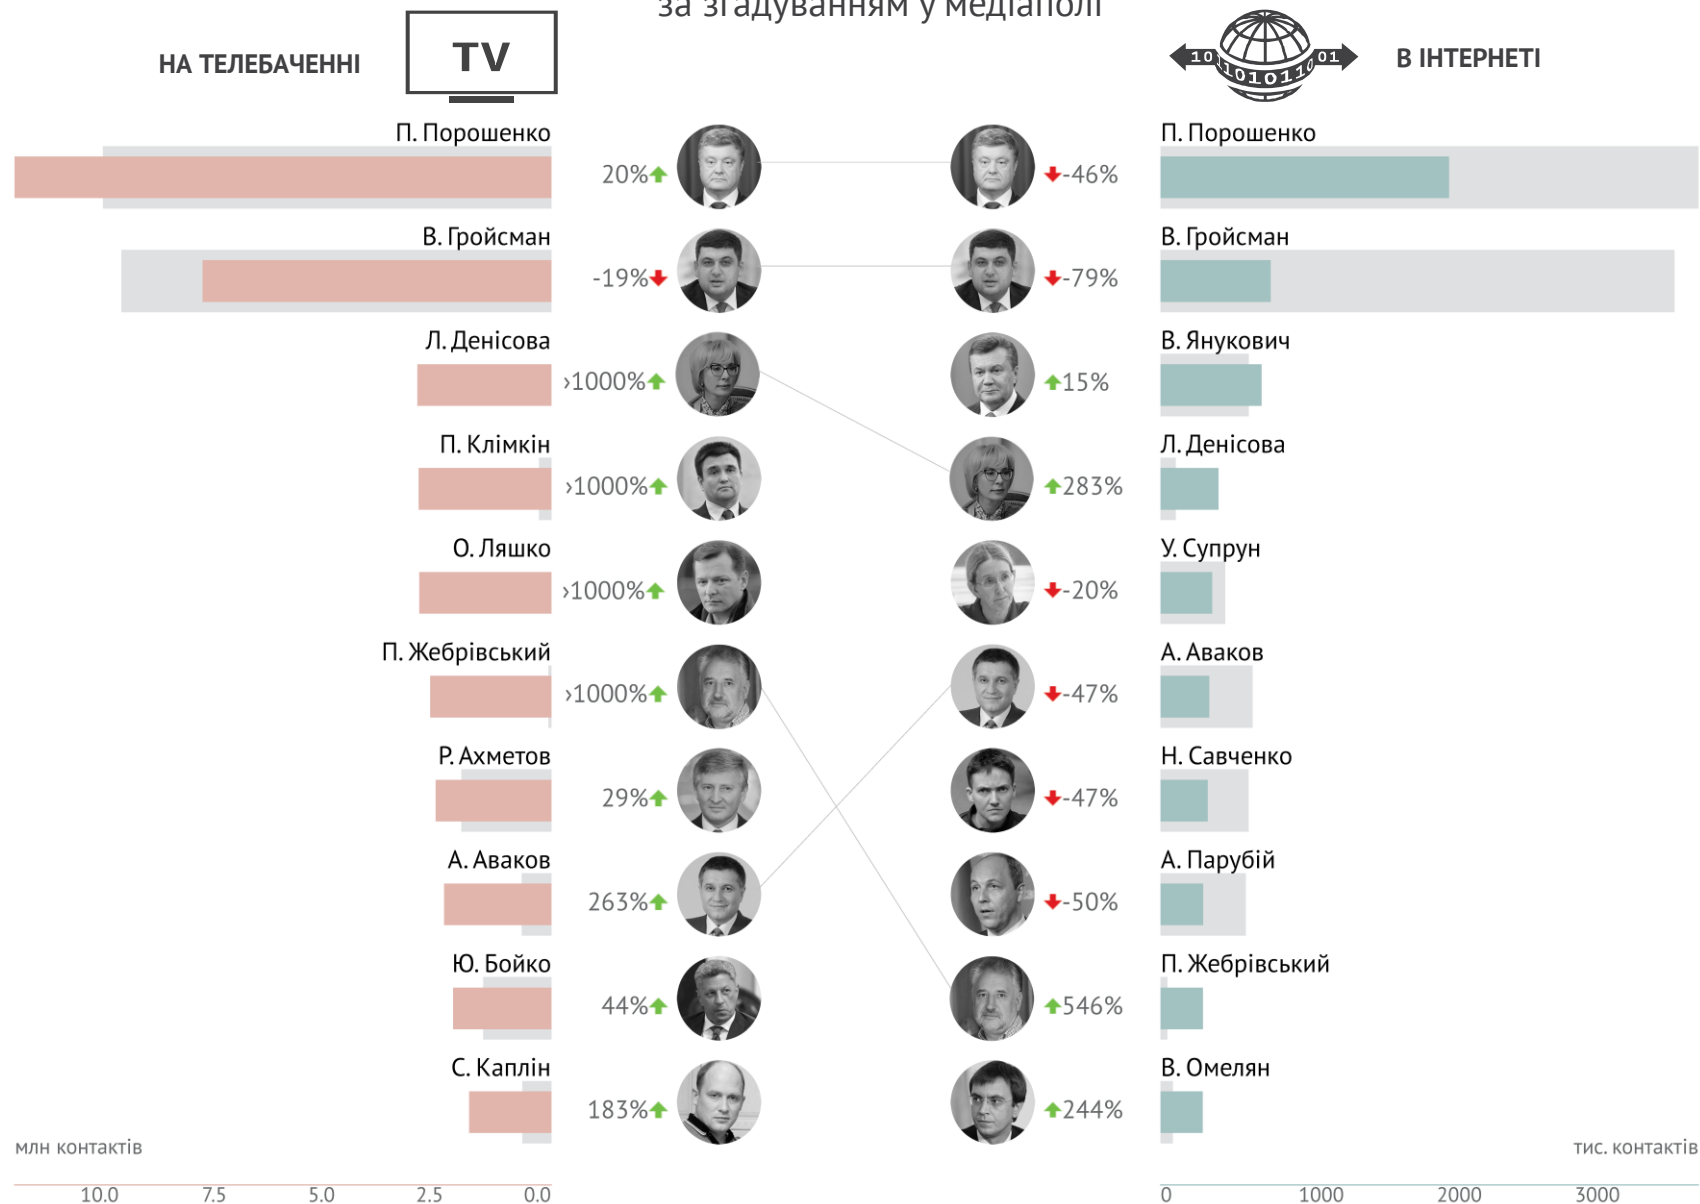 за згадуванням у медіаполі
НА ТЕЛЕБАЧЕННІ
TV
10110101101
В ІНТЕРНЕТІ
П. Порошенко
20%
-46%
П. Порошенко
В. Гройсман
-19%
-79%
В. Гройсман
Л. Денісова
>1000%
15%
В. Янукович
П. Клімкін
>1000%
283%
Л. Денісова
О. Ляшко
>1000%
-20%
У. Супрун
П. Жебрівський
>1000%
-47%
А. Аваков
Р. Ахметов
29%
-47%
Н. Савченко
А. Аваков
263%
-50%
А. Парубій
Ю. Бойко
44%
546%
П. Жебрівський
С. Каплін
183%
244%
В. Омелян
млн контактів
тис. контактів
10.0 7.5 5.0 2.5 0.0
0 1000 2000 3000